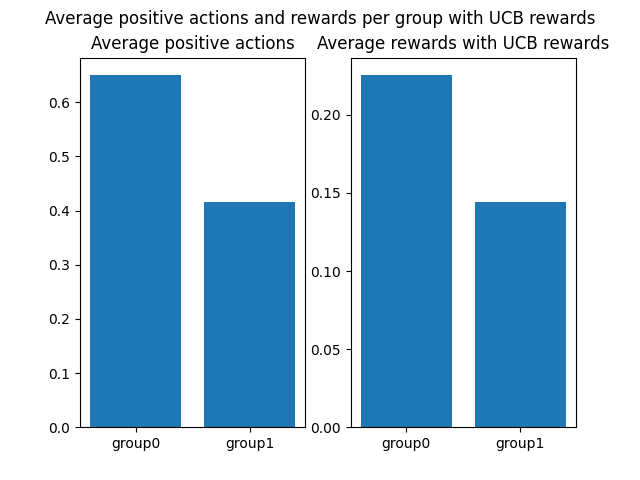 Average positive actions and rewards per group with UCB rewards
Average positive actions
0.6
0.5
0.4
0.3
0.2
0.1
0.0
group0 group1
Average rewards with UCB rewards
0.20
0.15
0.10
0.05
0.00
group0 group1